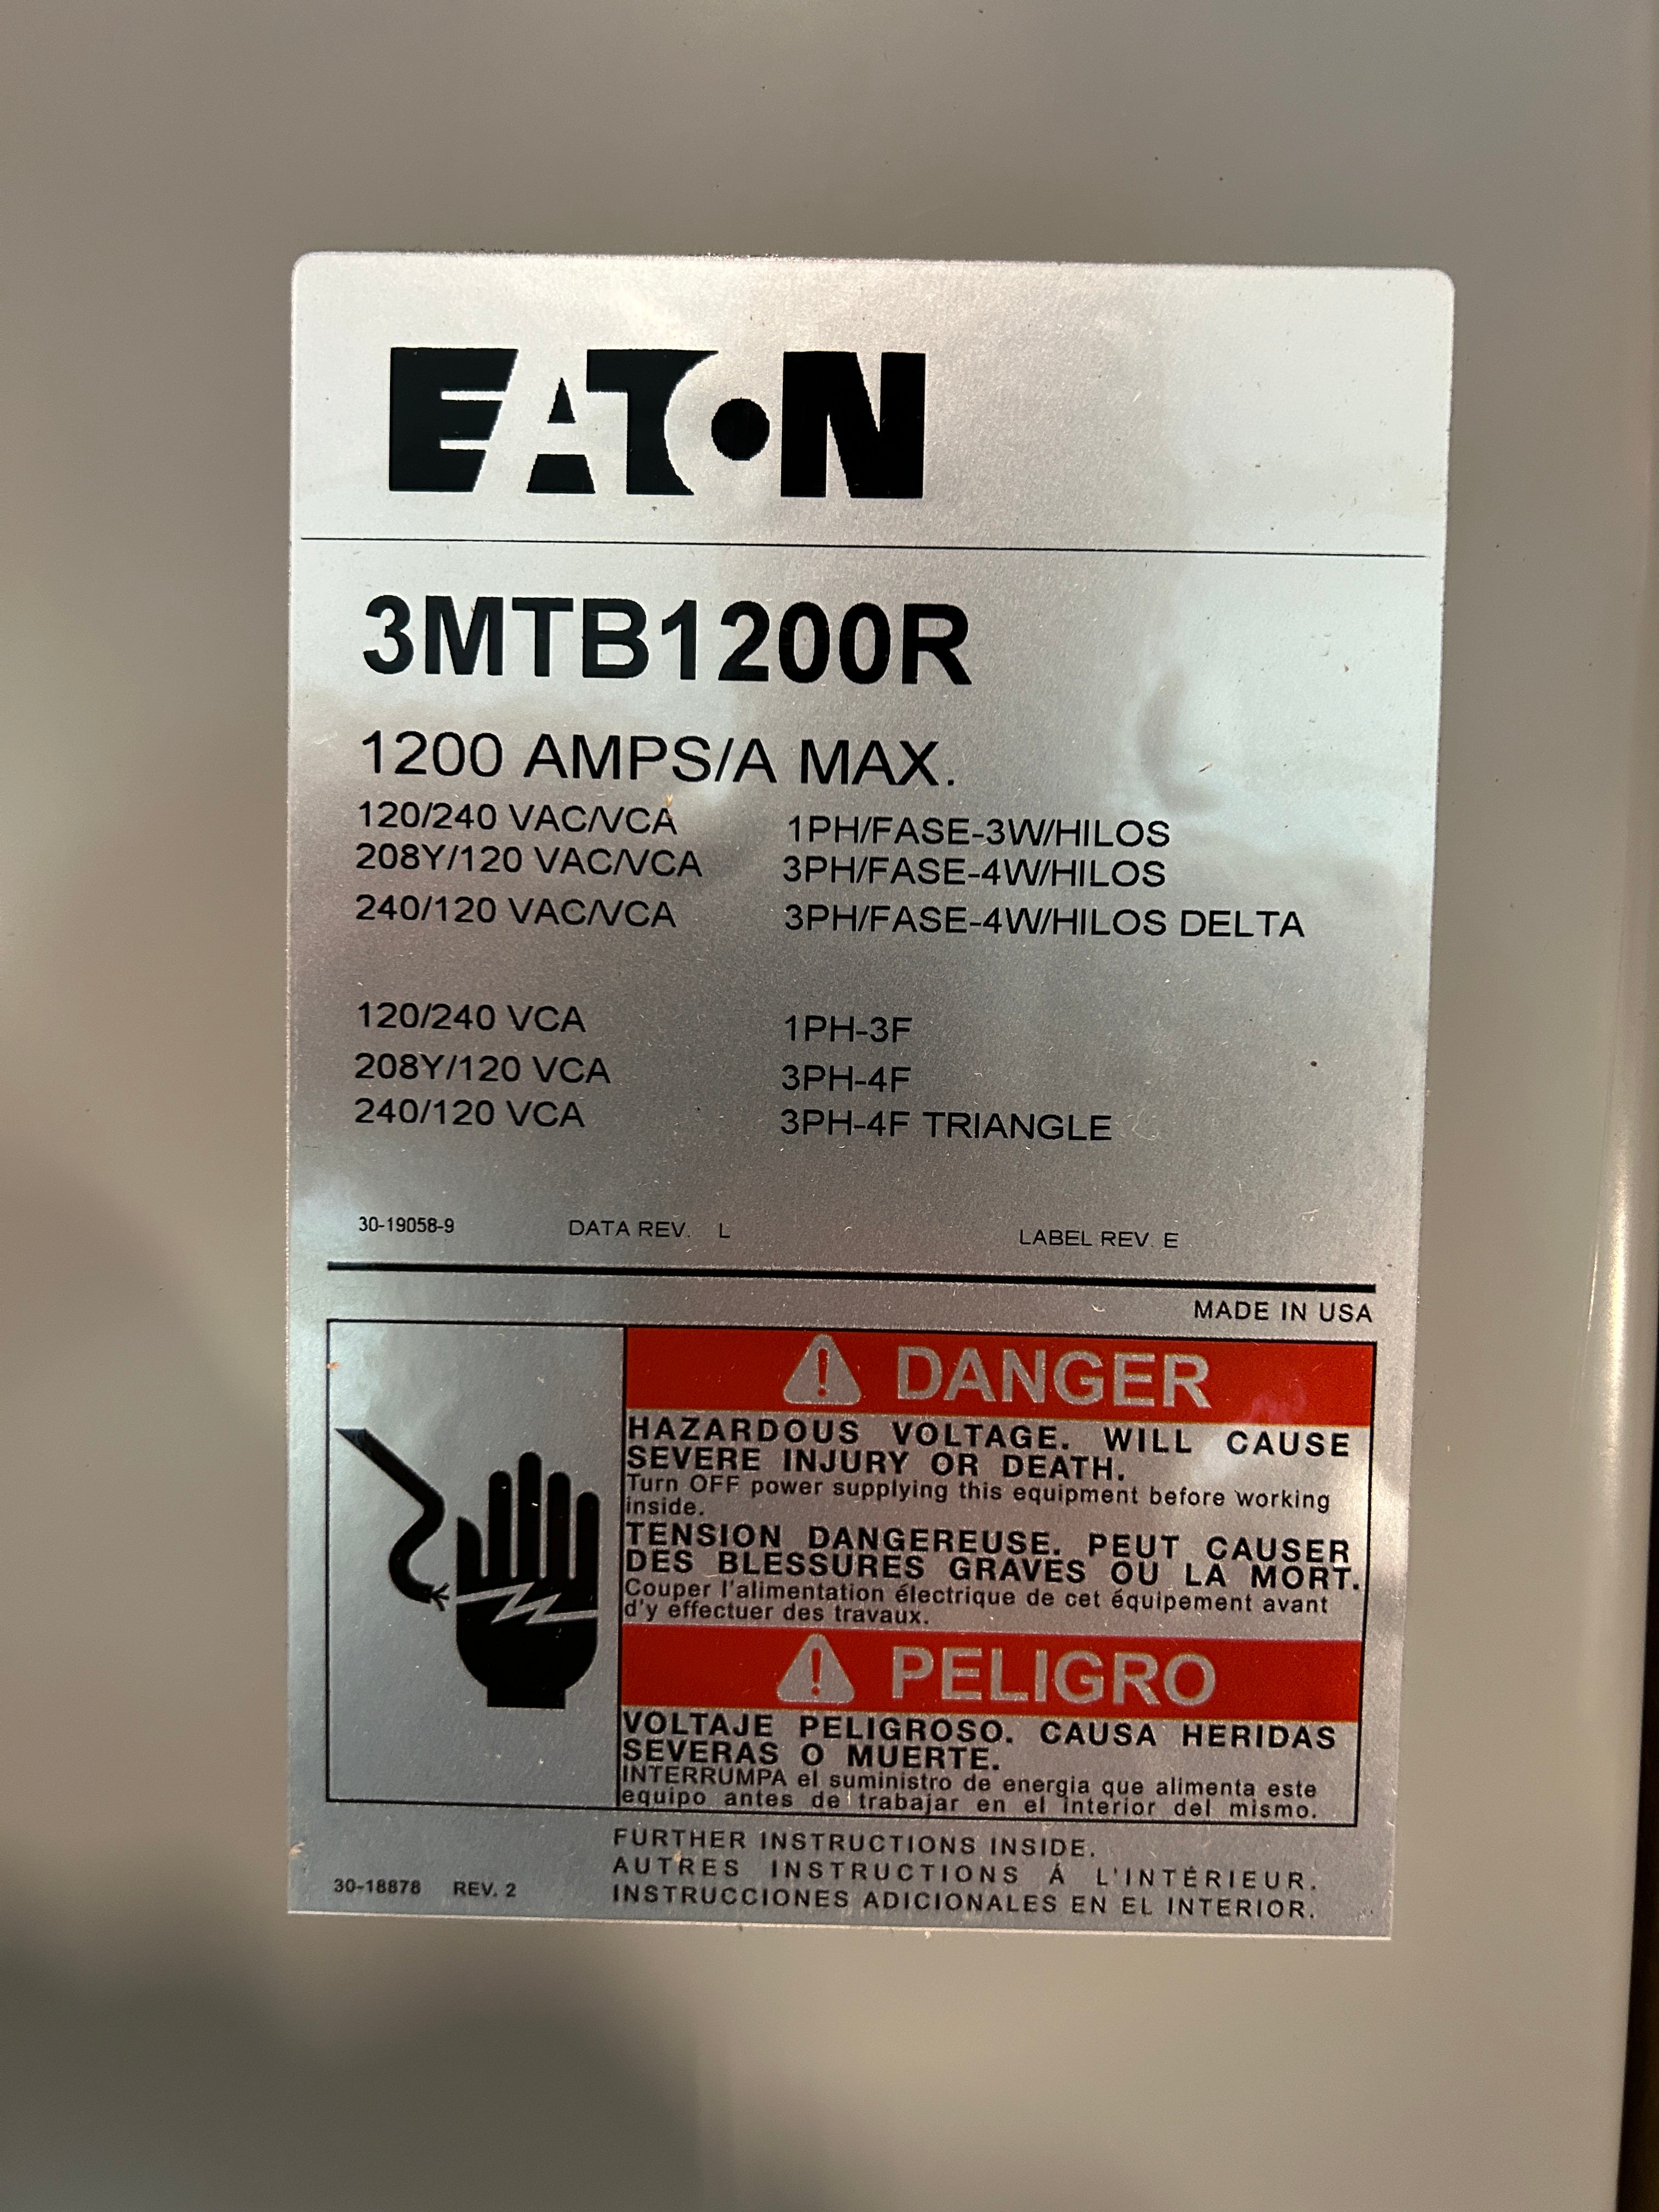 EATON
3MTB1200R
1200 AMPS/A MAX.
120/240 VAC/VCA 1PH/FASE-3W/HILOS
208Y/120 VAC/VCA 3PH/FASE-4W/HILOS
240/120 VAC/VCA 3PH/FASE-4W/HILOS DELTA
120/240 VCA 1PH-3F
208Y/120 VCA 3PH-4F
240/120 VCA 3PH-4F TRIANGLE
30-19058-9 DATA REV. L LABEL REV. E
MADE IN USA
DANGER
HAZARDOUS VOLTAGE. WILL CAUSE
SEVERE INJURY OR DEATH.
Turn OFF power supplying this equipment before working
inside.
TENSION DANGEREUSE. PEUT CAUSER
DES BLESSURES GRAVES OU LA MORT.
Couper l'alimentation électrique de cet équipement avant
d'y effectuer des travaux.
PELIGRO
VOLTAJE PELIGROSO. CAUSA HERIDAS
SEVERAS O MUERTE.
INTERRUMPA el suministro de energia que alimenta este
equipo antes de trabajar en el interior del mismo.
FURTHER INSTRUCTIONS INSIDE.
AUTRES INSTRUCTIONS Á L'INTÉRIEUR.
INSTRUCCIONES ADICIONALES EN EL INTERIOR.
30-18878 REV. 2